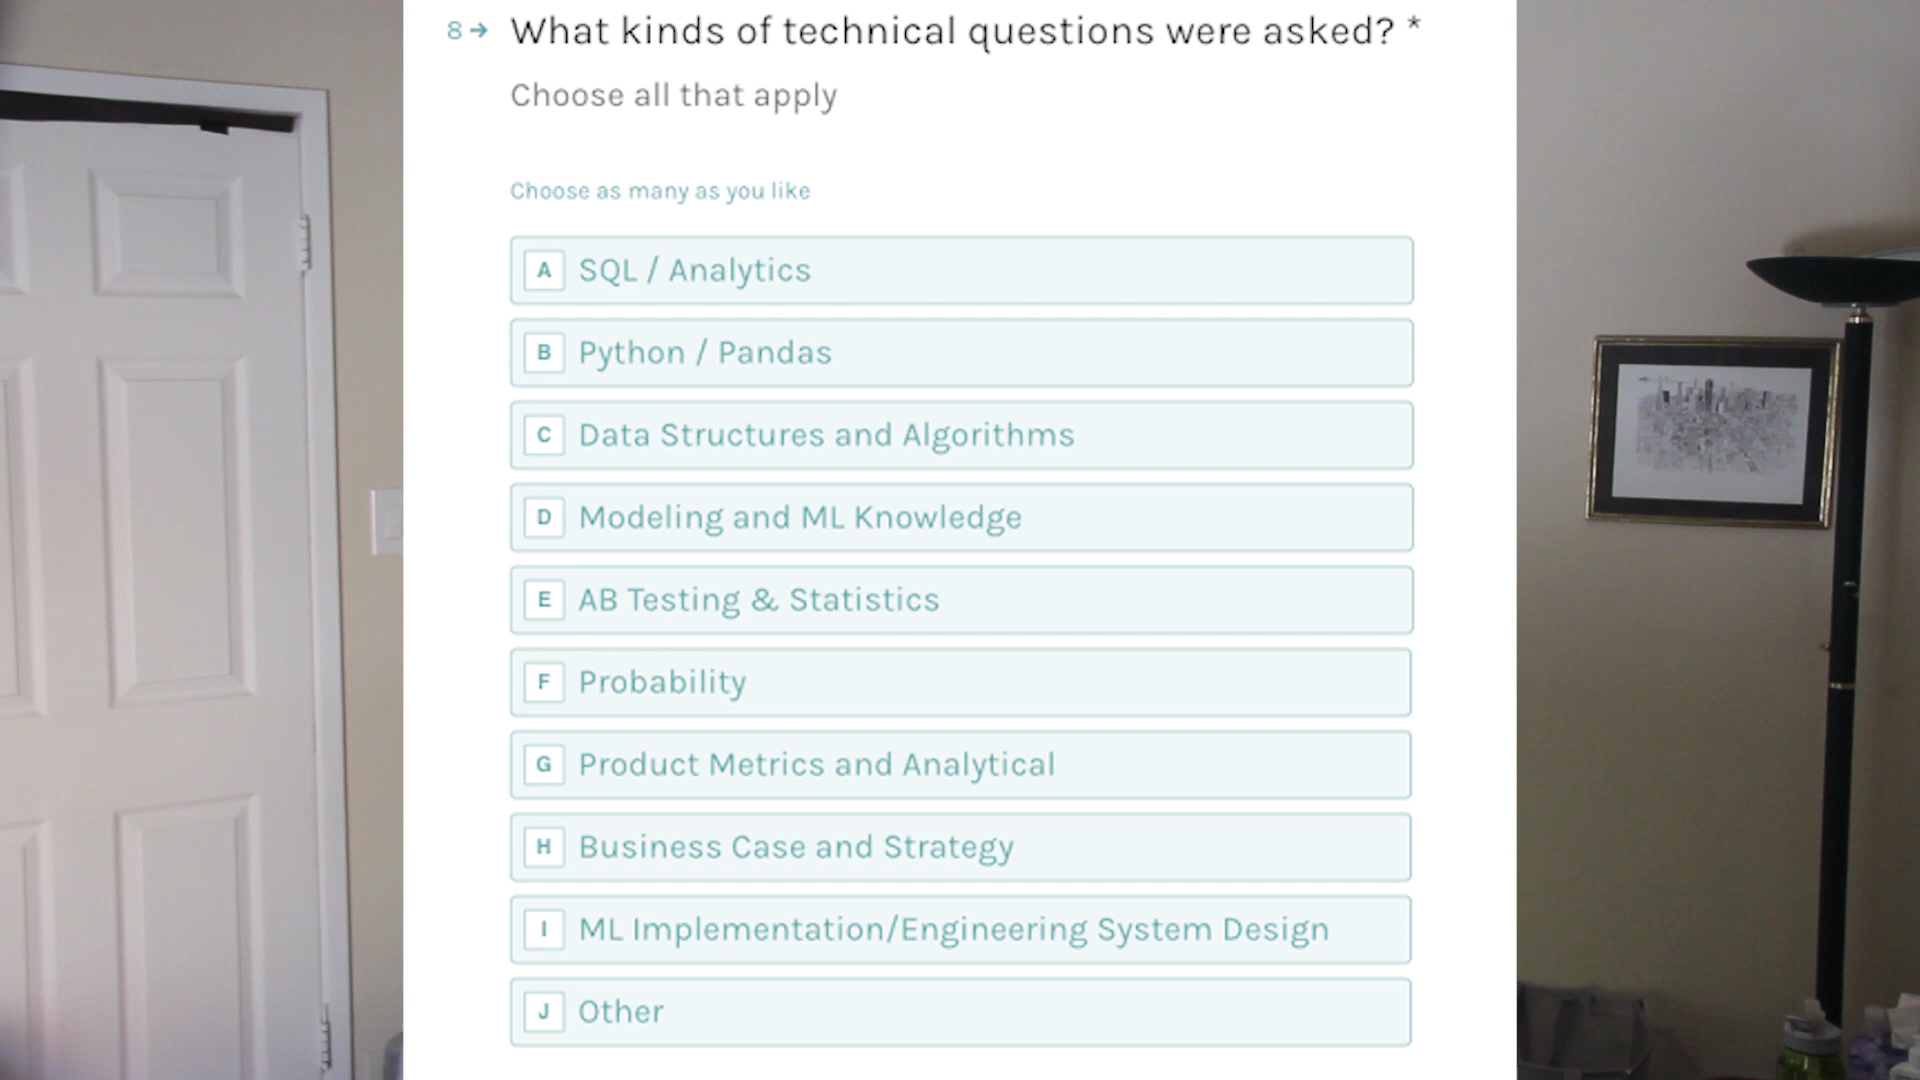 8→ What kinds of technical questions were asked? *
Choose all that apply
Choose as many as you like
A SQL / Analytics
B Python / Pandas
C Data Structures and Algorithms
D Modeling and ML Knowledge
E AB Testing & Statistics
F Probability
G Product Metrics and Analytical
H Business Case and Strategy
I ML Implementation/Engineering System Design
J Other